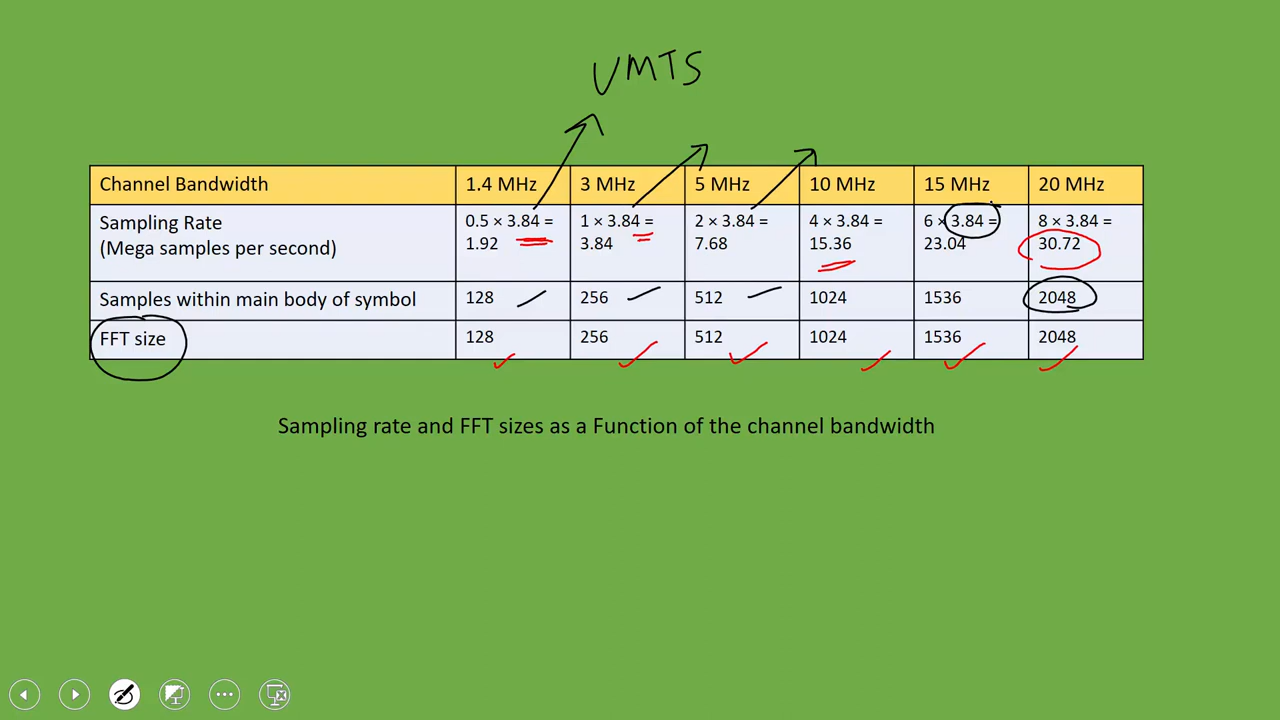 UMTS
Channel Bandwidth 1.4 MHz 3 MHz 5 MHz 10 MHz 15 MHz 20 MHz
Sampling Rate 0.5 × 3.84 = 1 × 3.84 = 2 × 3.84 = 4 × 3.84 = 6 × 3.84 = 8 × 3.84 =
(Mega samples per second) 1.92 3.84 7.68 15.36 23.04 30.72
Samples within main body of symbol 128 256 512 1024 1536 2048
FFT size 128 256 512 1024 1536 2048
Sampling rate and FFT sizes as a Function of the channel bandwidth